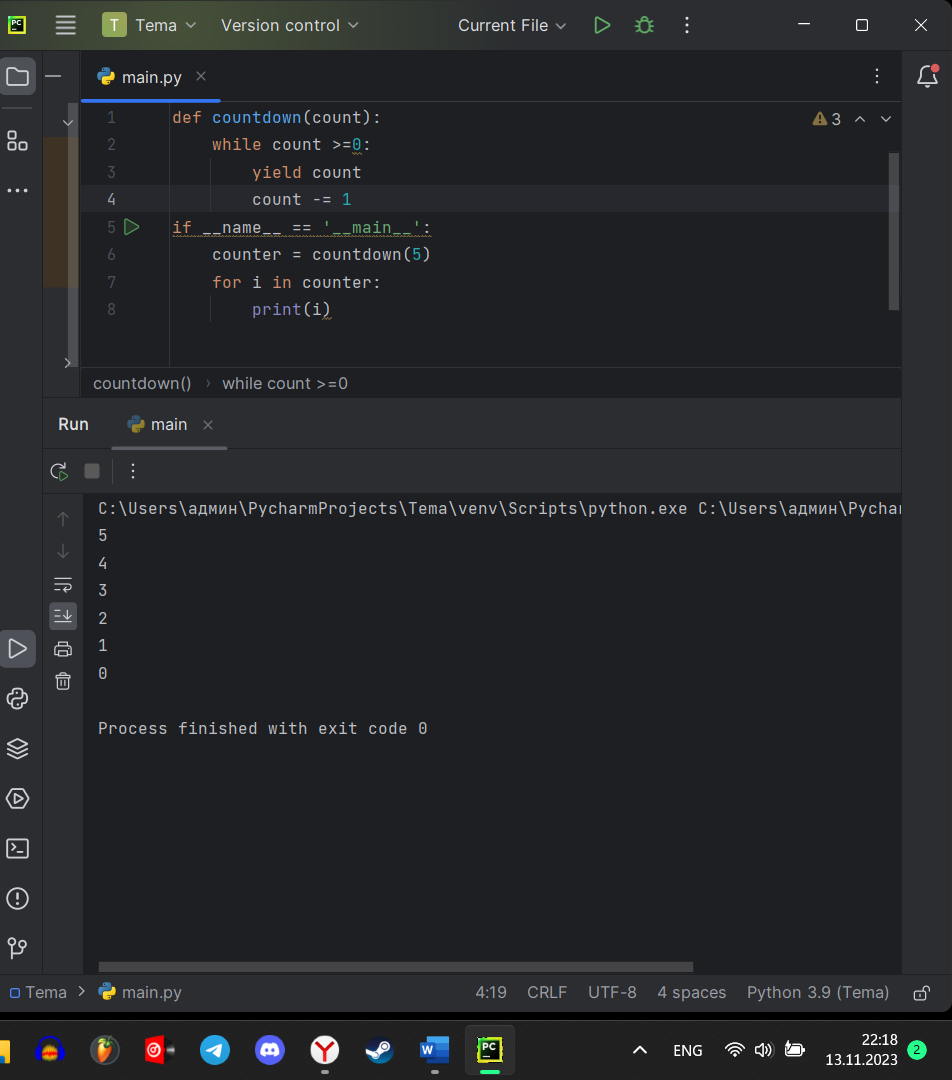 PC
T Tema Version control Current File
main.py
1 def countdown(count):
2 while count >=0:
3 yield count
4 count -= 1
5 if __name__ == '__main__':
6 counter = countdown(5)
7 for i in counter:
8 print(i)
3
countdown() › while count >=0
Run main
C:\Users\админ\PycharmProjects\Tema\venv\Scripts\python.exe C:\Users\админ\Pychar
5
4
3
2
1
0
Process finished with exit code 0
Tema > main.py 4:19 CRLF UTF-8 4 spaces Python 3.9 (Tema)
W PC ENG 22:18
13.11.2023 2